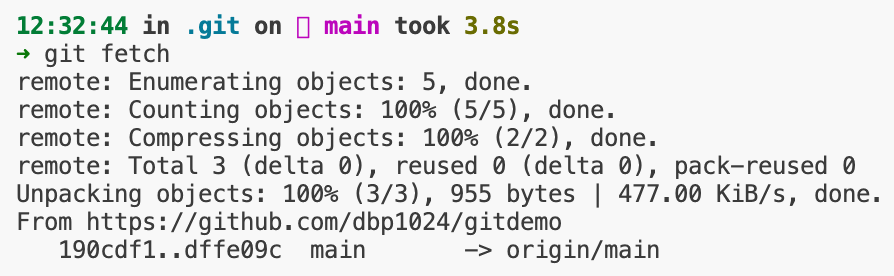 12:32:44 in .git on  main took 3.8s
➜ git fetch
remote: Enumerating objects: 5, done.
remote: Counting objects: 100% (5/5), done.
remote: Compressing objects: 100% (2/2), done.
remote: Total 3 (delta 0), reused 0 (delta 0), pack-reused 0
Unpacking objects: 100% (3/3), 955 bytes | 477.00 KiB/s, done.
From https://github.com/dbp1024/gitdemo
   190cdf1..dffe09c  main       -> origin/main